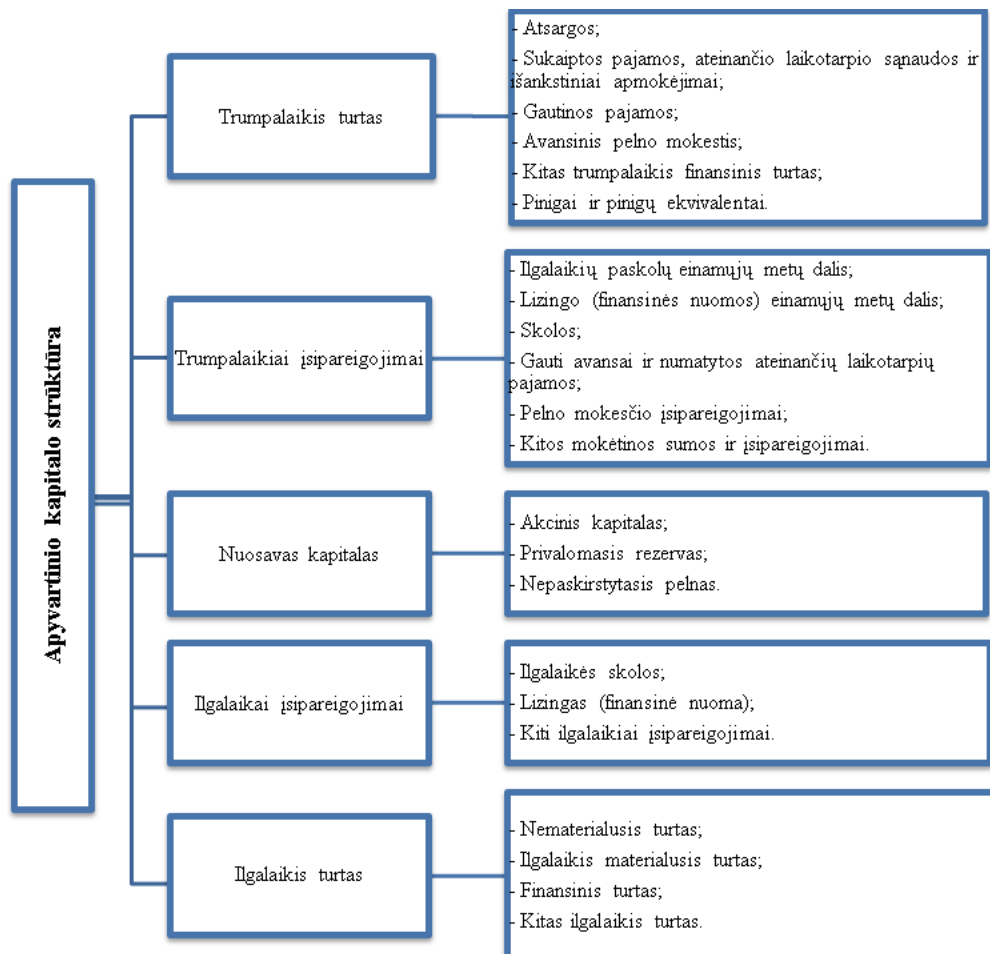 Apyvartinio kapitalo strūktūra
Trumpalaikis turtas
- Atsargos;
- Sukaiptos pajamos, ateinančio laikotarpio sąnaudos ir
išankstiniai apmokėjimai;
- Gautinos pajamos;
- Avansinis pelno mokestis;
- Kitas trumpalaikis finansinis turtas;
- Pinigai ir pinigų ekvivalentai.
Trumpalaikiai įsipareigojimai
- Ilgalaikių paskolų einamųjų metų dalis;
- Lizingo (finansinės nuomos) einamųjų metų dalis;
- Skolos;
- Gauti avansai ir numatytos ateinančių laikotarpių
pajamos;
- Pelno mokesčio įsipareigojimai;
- Kitos mokėtinos sumos ir įsipareigojimai.
Nuosavas kapitalas
- Akcinis kapitalas;
- Privalomasis rezervas;
- Nepaskirstytasis pelnas.
Ilgalaikai įsipareigojimai
- Ilgalaikės skolos;
- Lizingas (finansinė nuoma);
- Kiti ilgalaikiai įsipareigojimai.
Ilgalaikis turtas
- Nematerialusis turtas;
- Ilgalaikis materialusis turtas;
- Finansinis turtas;
- Kitas ilgalaikis turtas.